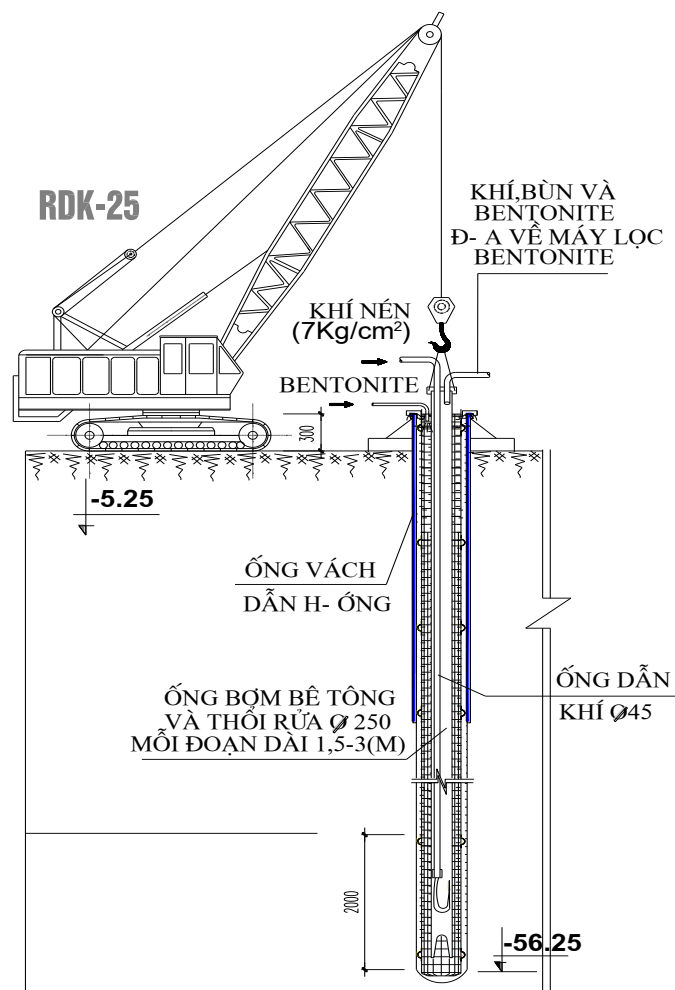 RDK-25
KHÍ,BÙN VÀ
BENTONITE
Đ- A VỀ MÁY LỌC
BENTONITE
KHÍ NÉN
(7Kg/cm²)
BENTONITE
300
-5.25
ỐNG VÁCH
DẪN H- ỚNG
ỐNG DẪN
KHÍ Ø45
ỐNG BƠM BÊ TÔNG
VÀ THỔI RỬA Ø 250
MỖI ĐOẠN DÀI 1,5-3(M)
2000
-56.25